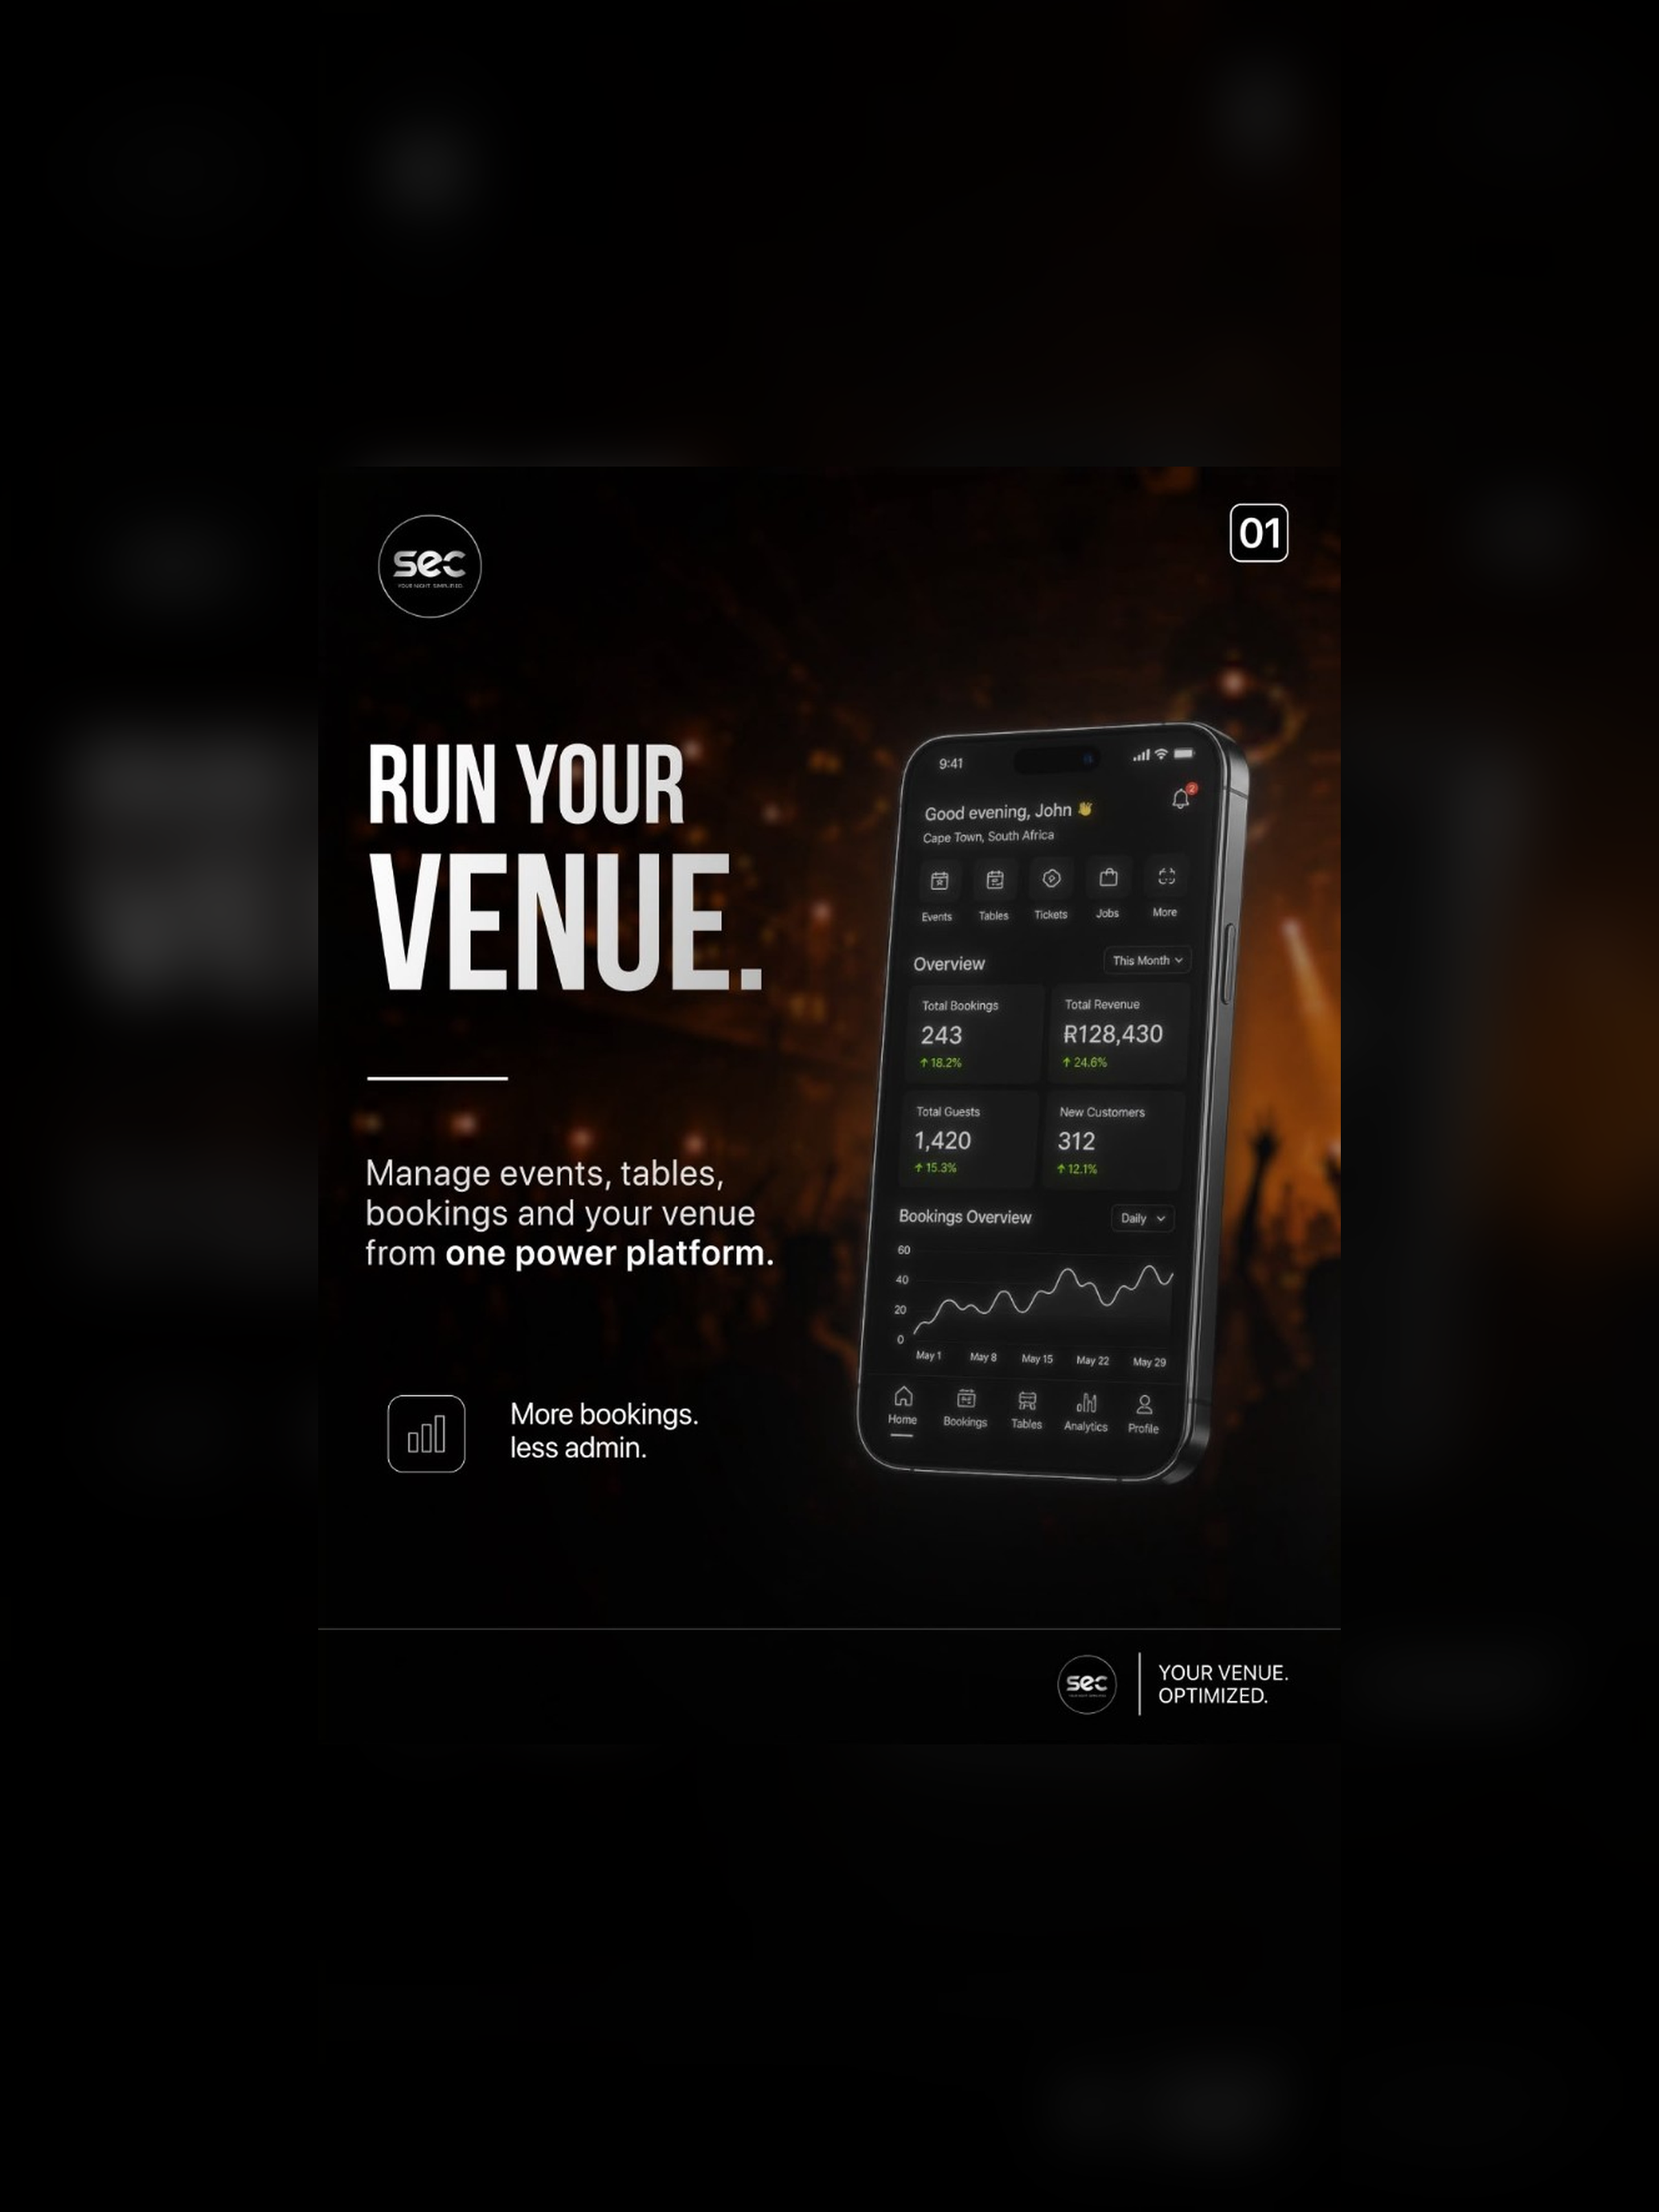 sec
YOUR NIGHT. SIMPLIFIED.
01
RUN YOUR
VENUE.
Manage events, tables,
bookings and your venue
from one power platform.
More bookings.
less admin.
9:41
2
Good evening, John 👋
Cape Town, South Africa
Events Tables Tickets Jobs More
Overview This Month
Total Bookings Total Revenue
243 R128,430
↑ 18.2% ↑ 24.6%
Total Guests New Customers
1,420 312
↑ 15.3% ↑ 12.1%
Bookings Overview Daily
60
40
20
0
May 1 May 8 May 15 May 22 May 29
Home Bookings Tables Analytics Profile
sec
YOUR VENUE.
OPTIMIZED.